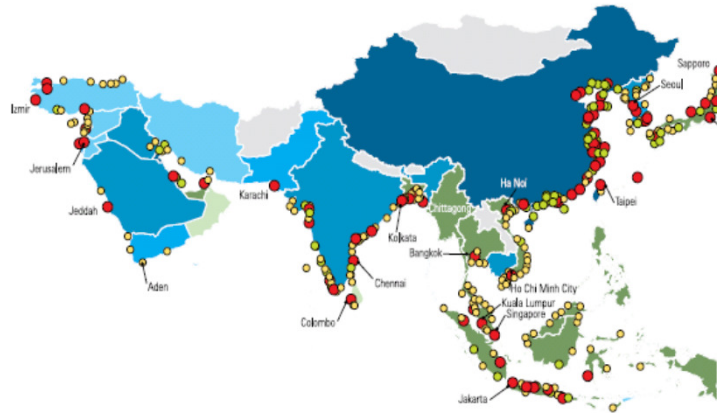 Sapporo
Seoul
Izmir
Jerusalem
Ha Noi
Karachi
Taipei
Jeddah
Chittagong
Kolkata
Bangkok
Aden
Chennai
Ho Chi Minh City
Kuala Lumpur
Singapore
Colombo
Jakarta